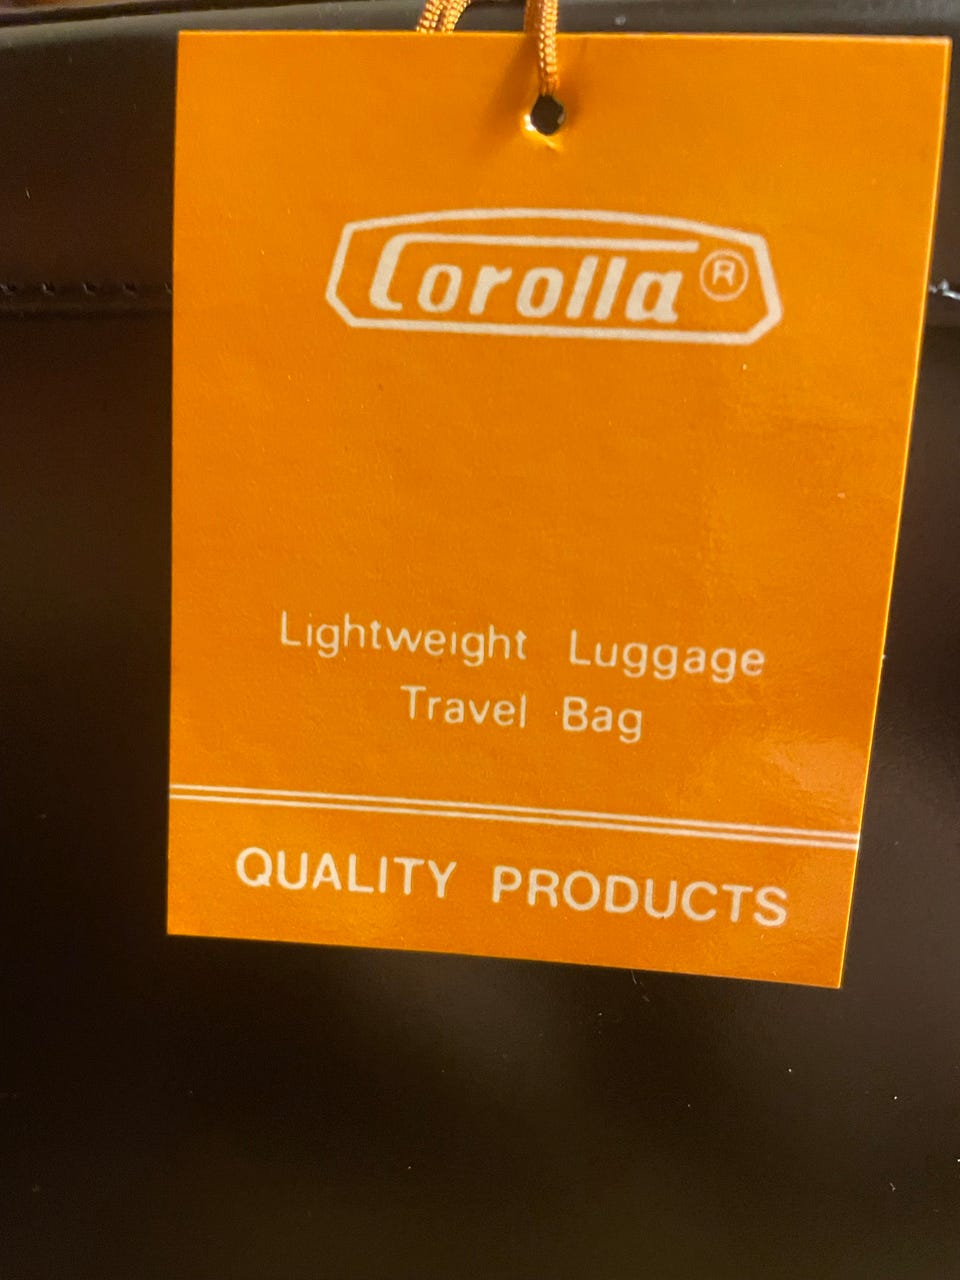 Corolla ®
Lightweight Luggage
Travel Bag
QUALITY PRODUCTS